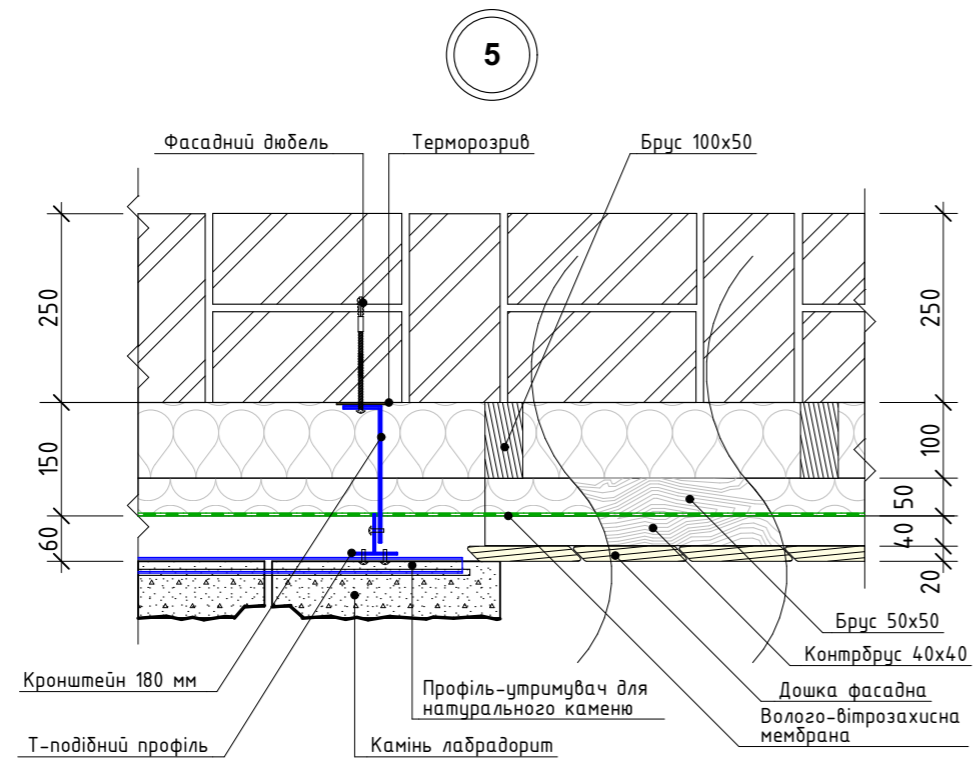 5
Фасадний дюбель
Терморозрив
Брус 100х50
250
150
60
250
100
50
40
20
Брус 50х50
Контрбрус 40х40
Дошка фасадна
Волого-вітрозахисна
мембрана
Кронштейн 180 мм
Профіль-утримувач для
натурального каменю
Т-подібний профіль
Камінь лабрадорит